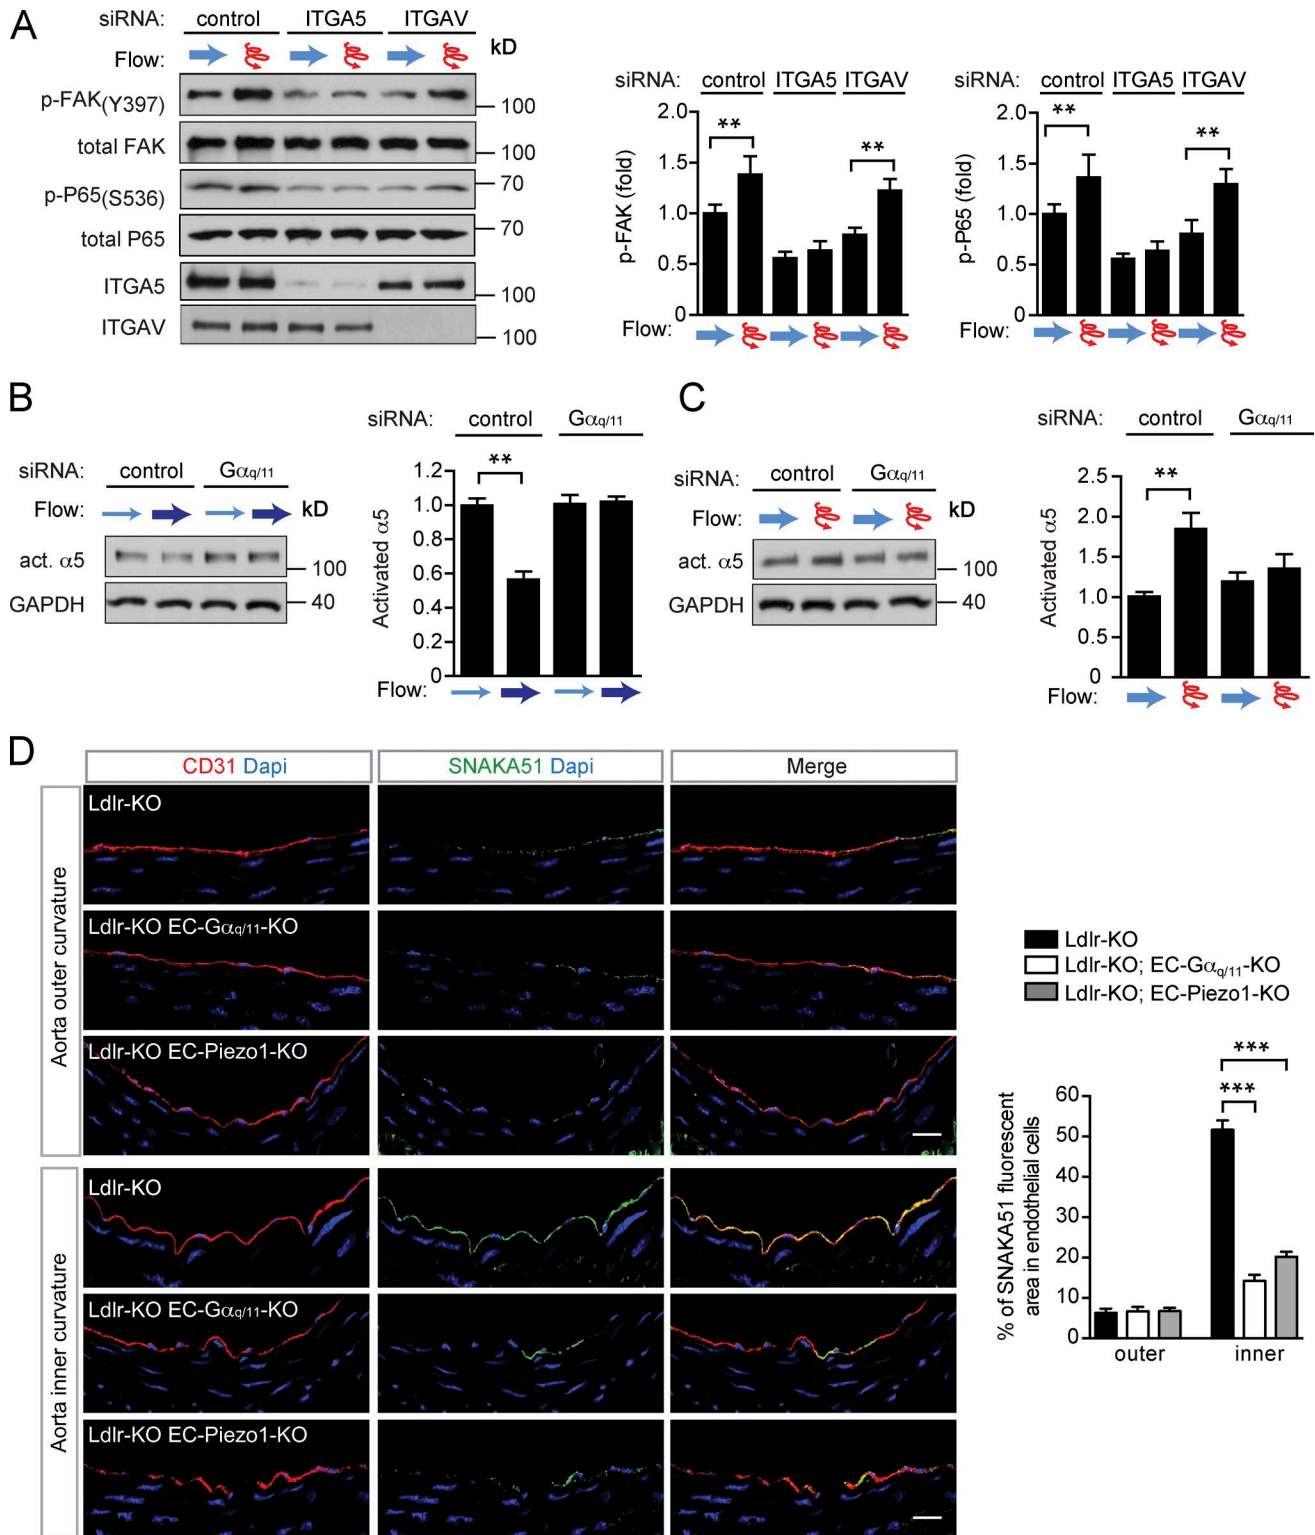 A
siRNA: control ITGA5 ITGAV
Flow: kD
p-FAK(Y397) 100
total FAK 100
p-P65(S536) 70
total P65 70
ITGA5 100
ITGAV 100
siRNA: control ITGA5 ITGAV
2.0
1.5
1.0
0.5
0
p-FAK (fold)
** **
Flow:
siRNA: control ITGA5 ITGAV
2.0
1.5
1.0
0.5
0
p-P65 (fold)
** **
Flow:
B
siRNA: control Gαq/11
Flow: kD
act. α5 100
GAPDH 40
siRNA: control Gαq/11
1.2
1.0
0.8
0.6
0.4
0.2
0
Activated α5
**
Flow:
C
siRNA: control Gαq/11
Flow: kD
act. α5 100
GAPDH 40
siRNA: control Gαq/11
2.5
2.0
1.5
1.0
0.5
0
Activated α5
**
Flow:
D
CD31 Dapi SNAKA51 Dapi Merge
Aorta outer curvature
Ldlr-KO
Ldlr-KO EC-Gαq/11-KO
Ldlr-KO EC-Piezo1-KO
Aorta inner curvature
Ldlr-KO
Ldlr-KO EC-Gαq/11-KO
Ldlr-KO EC-Piezo1-KO
Ldlr-KO
Ldlr-KO; EC-Gαq/11-KO
Ldlr-KO; EC-Piezo1-KO
***
***
60
50
40
30
20
10
0
% of SNAKA51 fluorescent
area in endothelial cells
outer inner